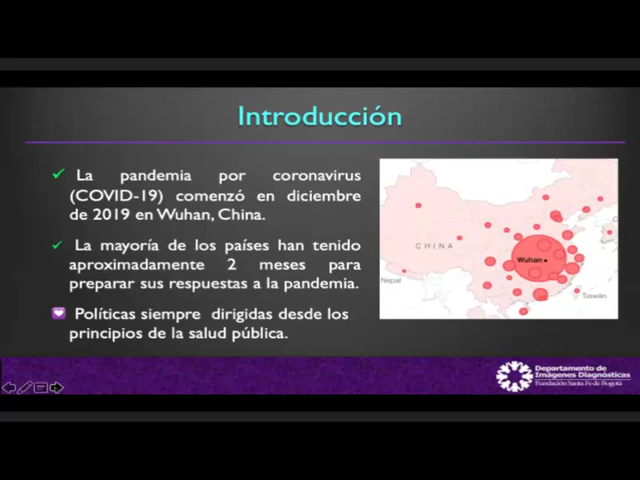 Introducción
La pandemia por coronavirus
(COVID-19) comenzó en diciembre
de 2019 en Wuhan, China.
La mayoría de los países han tenido
aproximadamente 2 meses para
preparar sus respuestas a la pandemia.
Políticas siempre dirigidas desde los
principios de la salud pública.
CHINA
Wuhan
Nepal
Taiwán
Departamento de
Imágenes Diagnósticas
Fundación Santa Fe de Bogotá